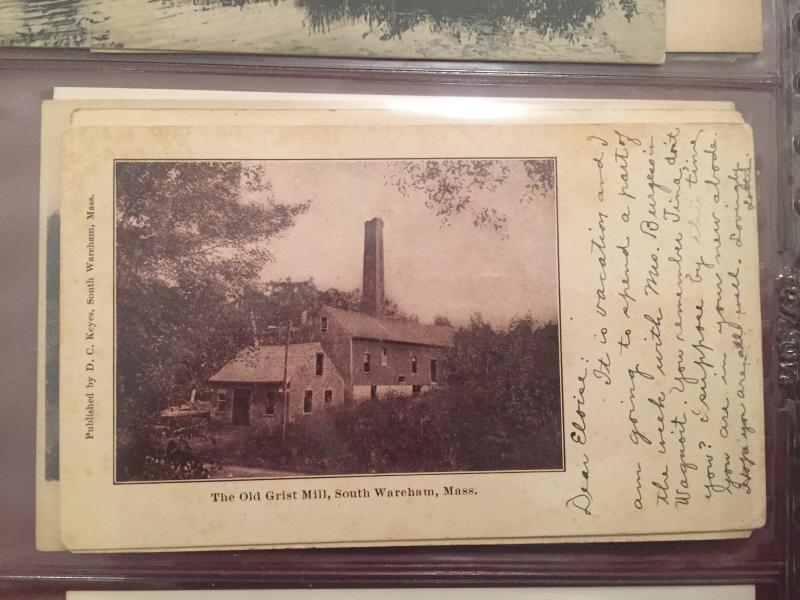 Published by D. C. Keyes, South Wareham, Mass.
The Old Grist Mill, South Wareham, Mass.
Dear Eloise:
It is vacation and I
am going to spend a part of
the week with Mrs. Burgess in
Waquoit. You remember Tina, don't
you? I suppose by this time
you are in your new abode.
Hope you are all well. Lovingly